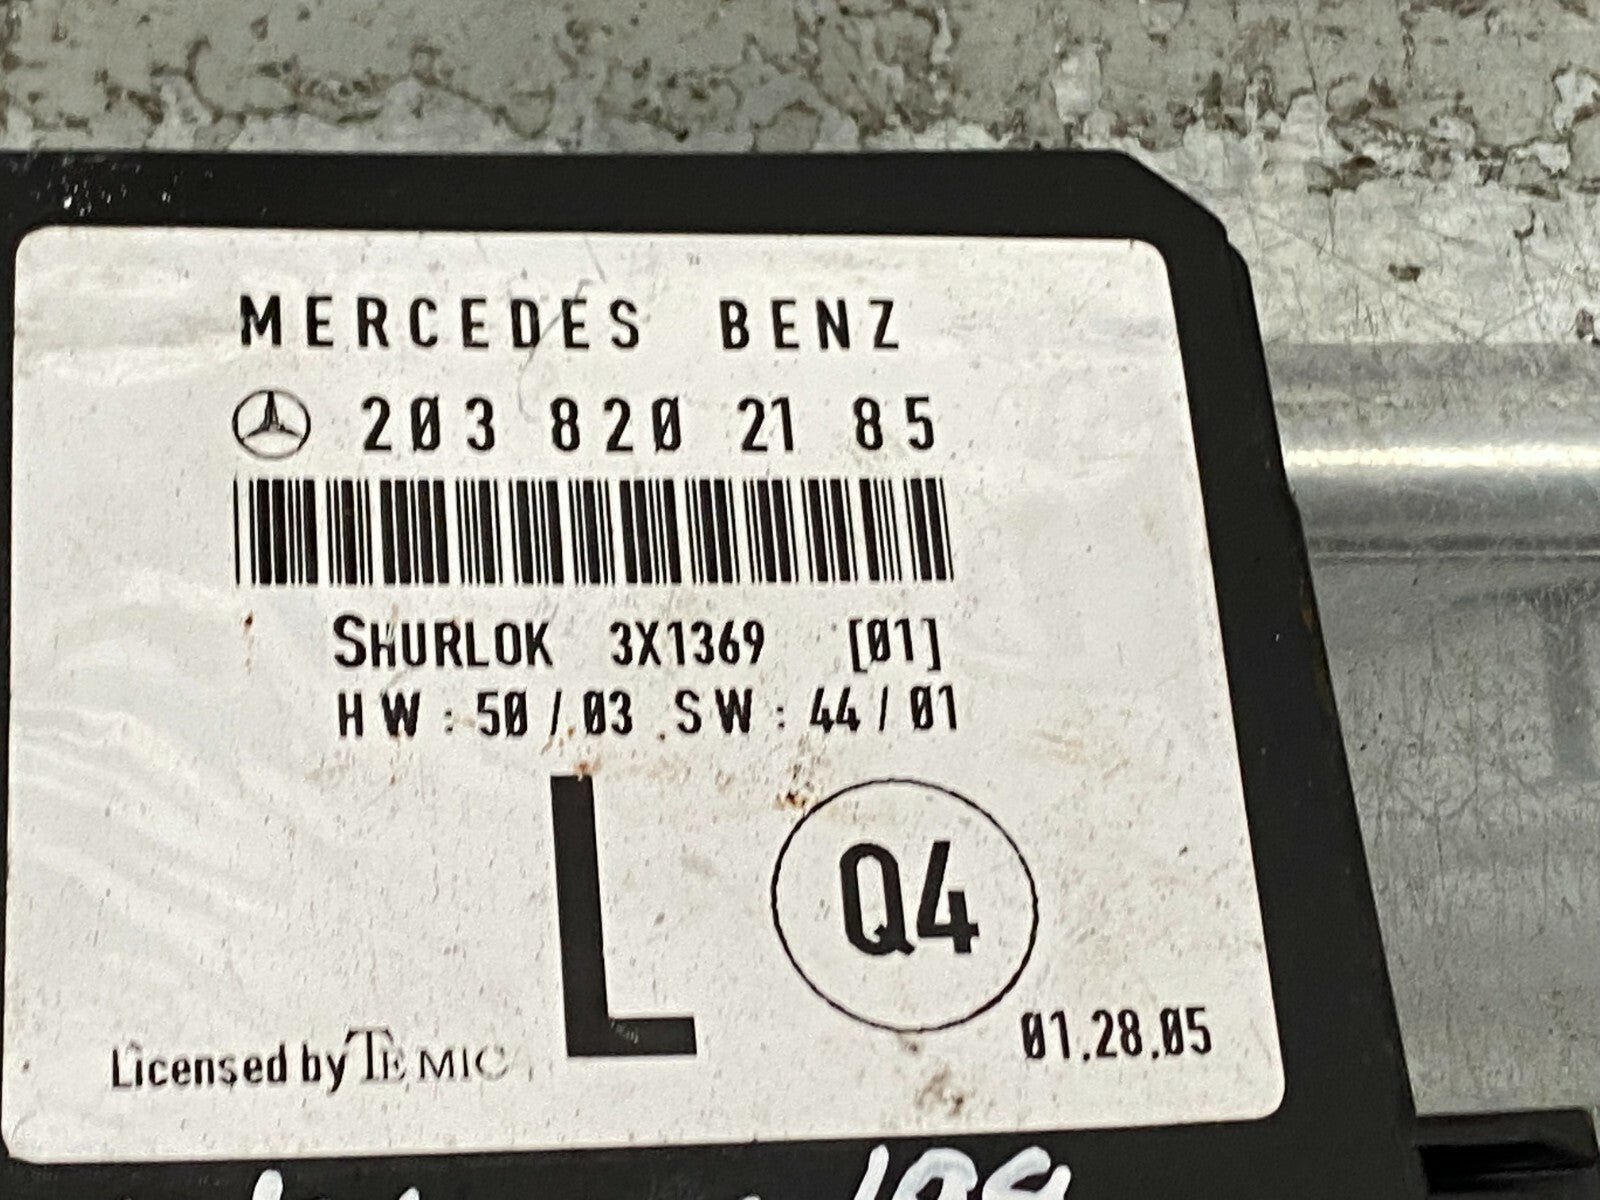 MERCEDES BENZ
203 820 21 85
SHURLOK 3X1369 [01]
HW: 50/03 SW: 44/01
L
Q4
01.28.05
Licensed by TEMIC